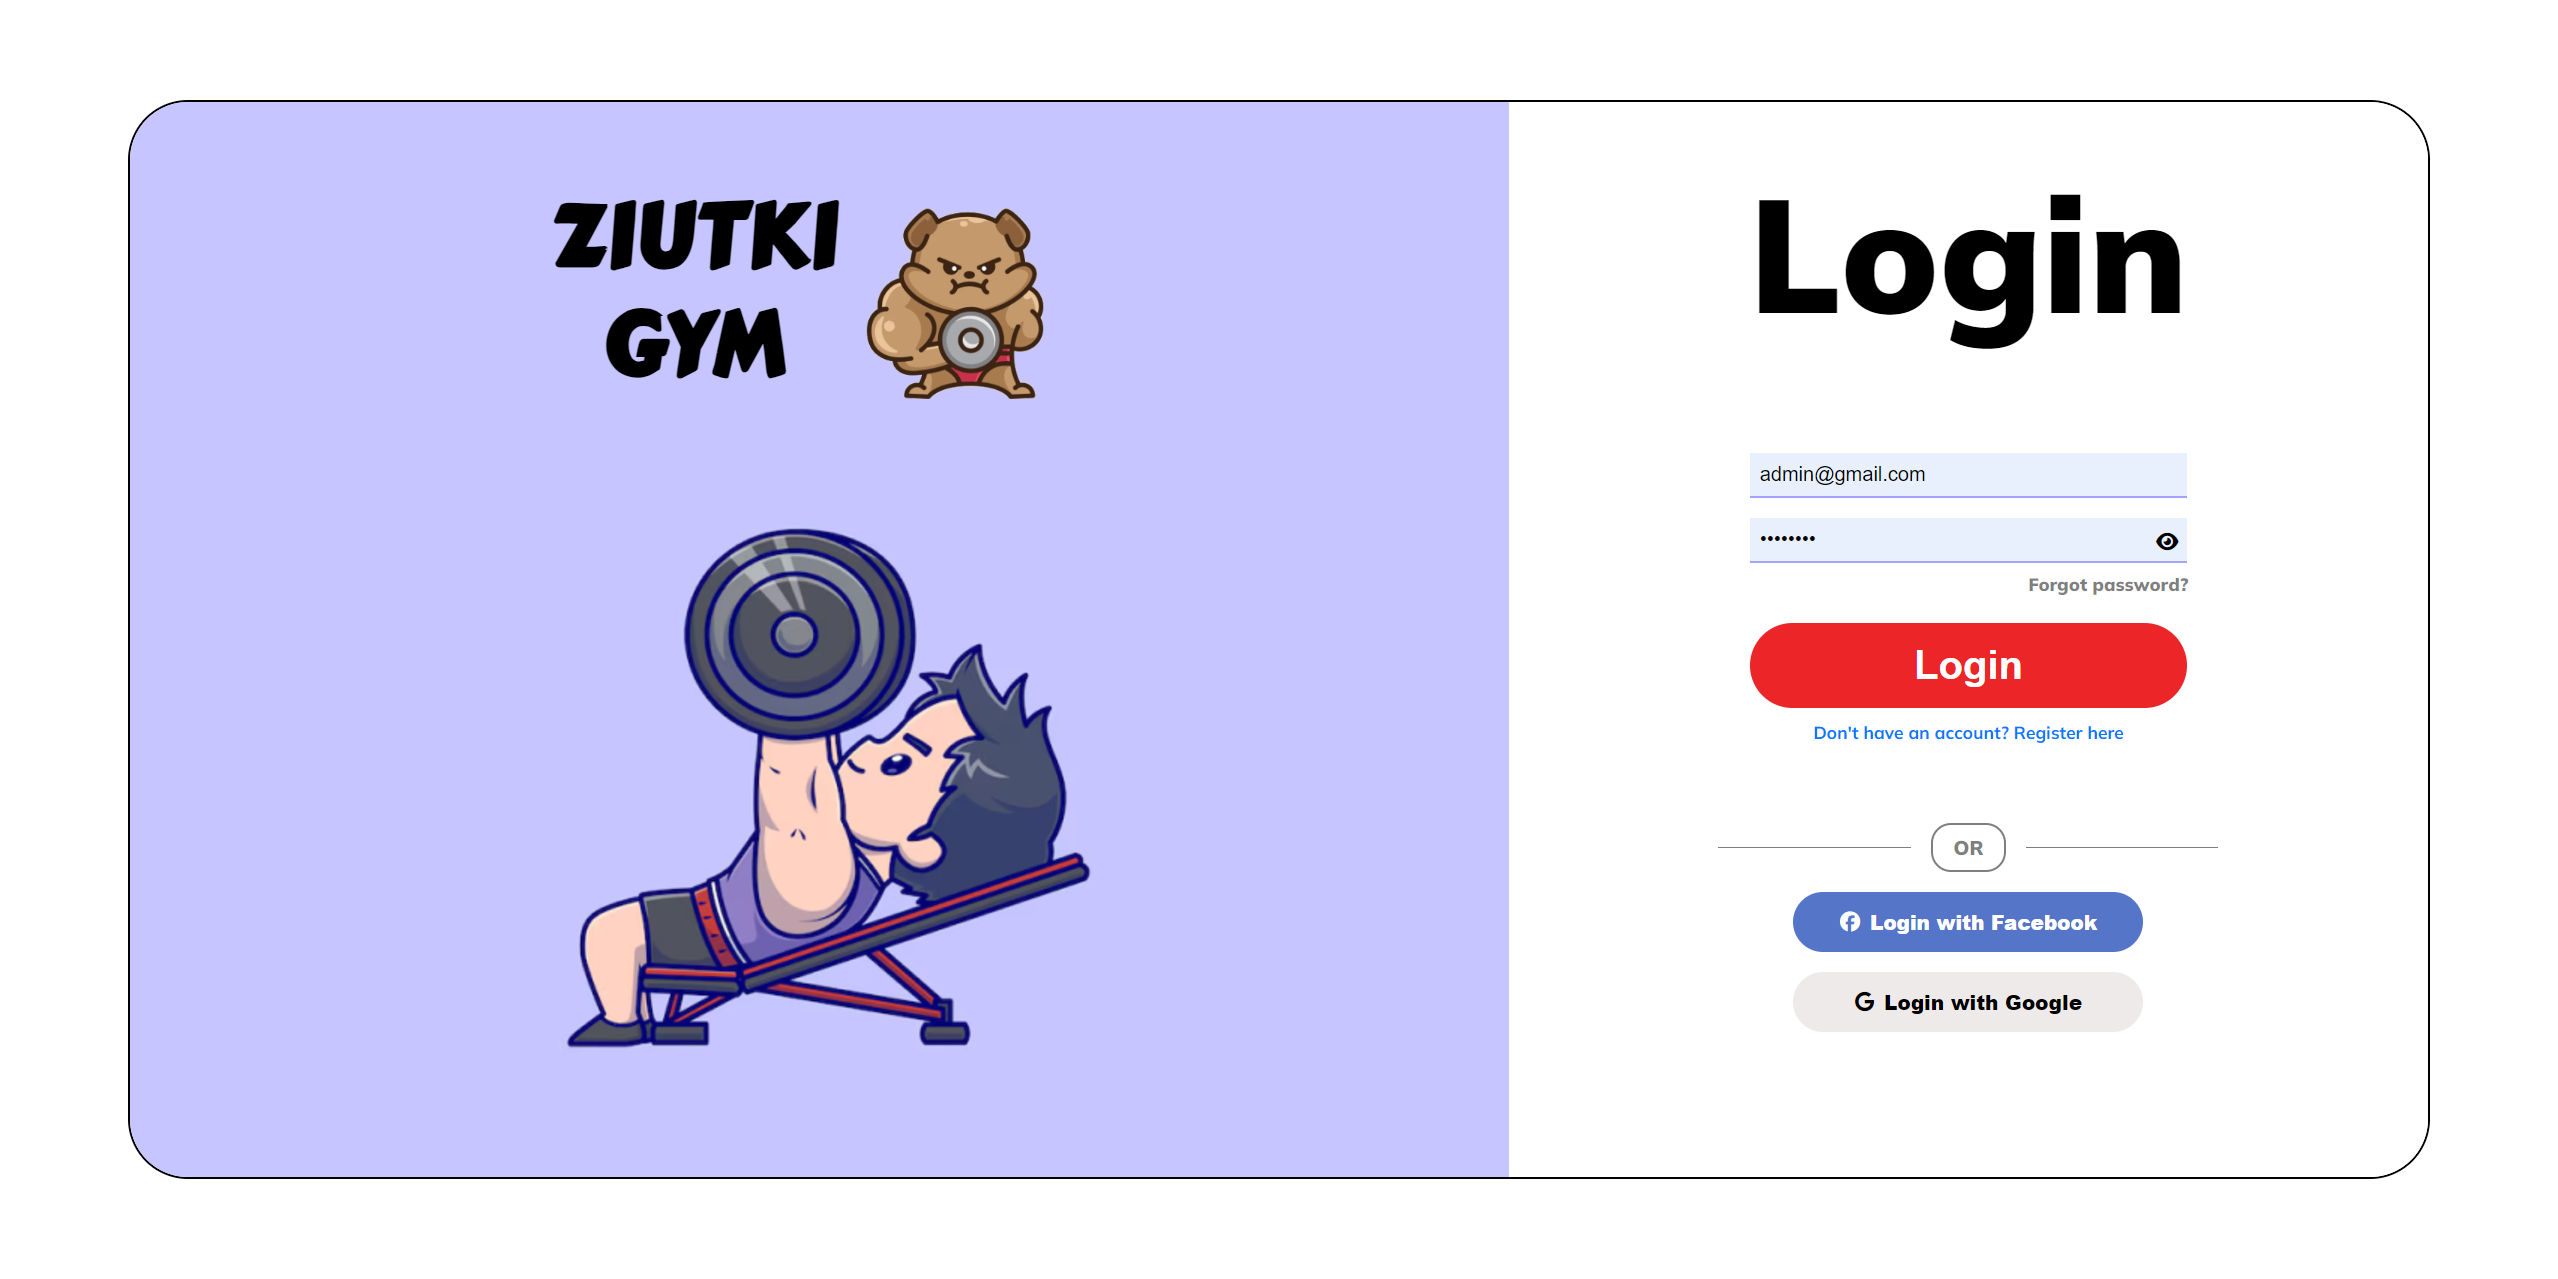 ZIUTKI
GYM
Login
admin@gmail.com
••••••••
Forgot password?
Login
Don't have an account? Register here
OR
Login with Facebook
Login with Google